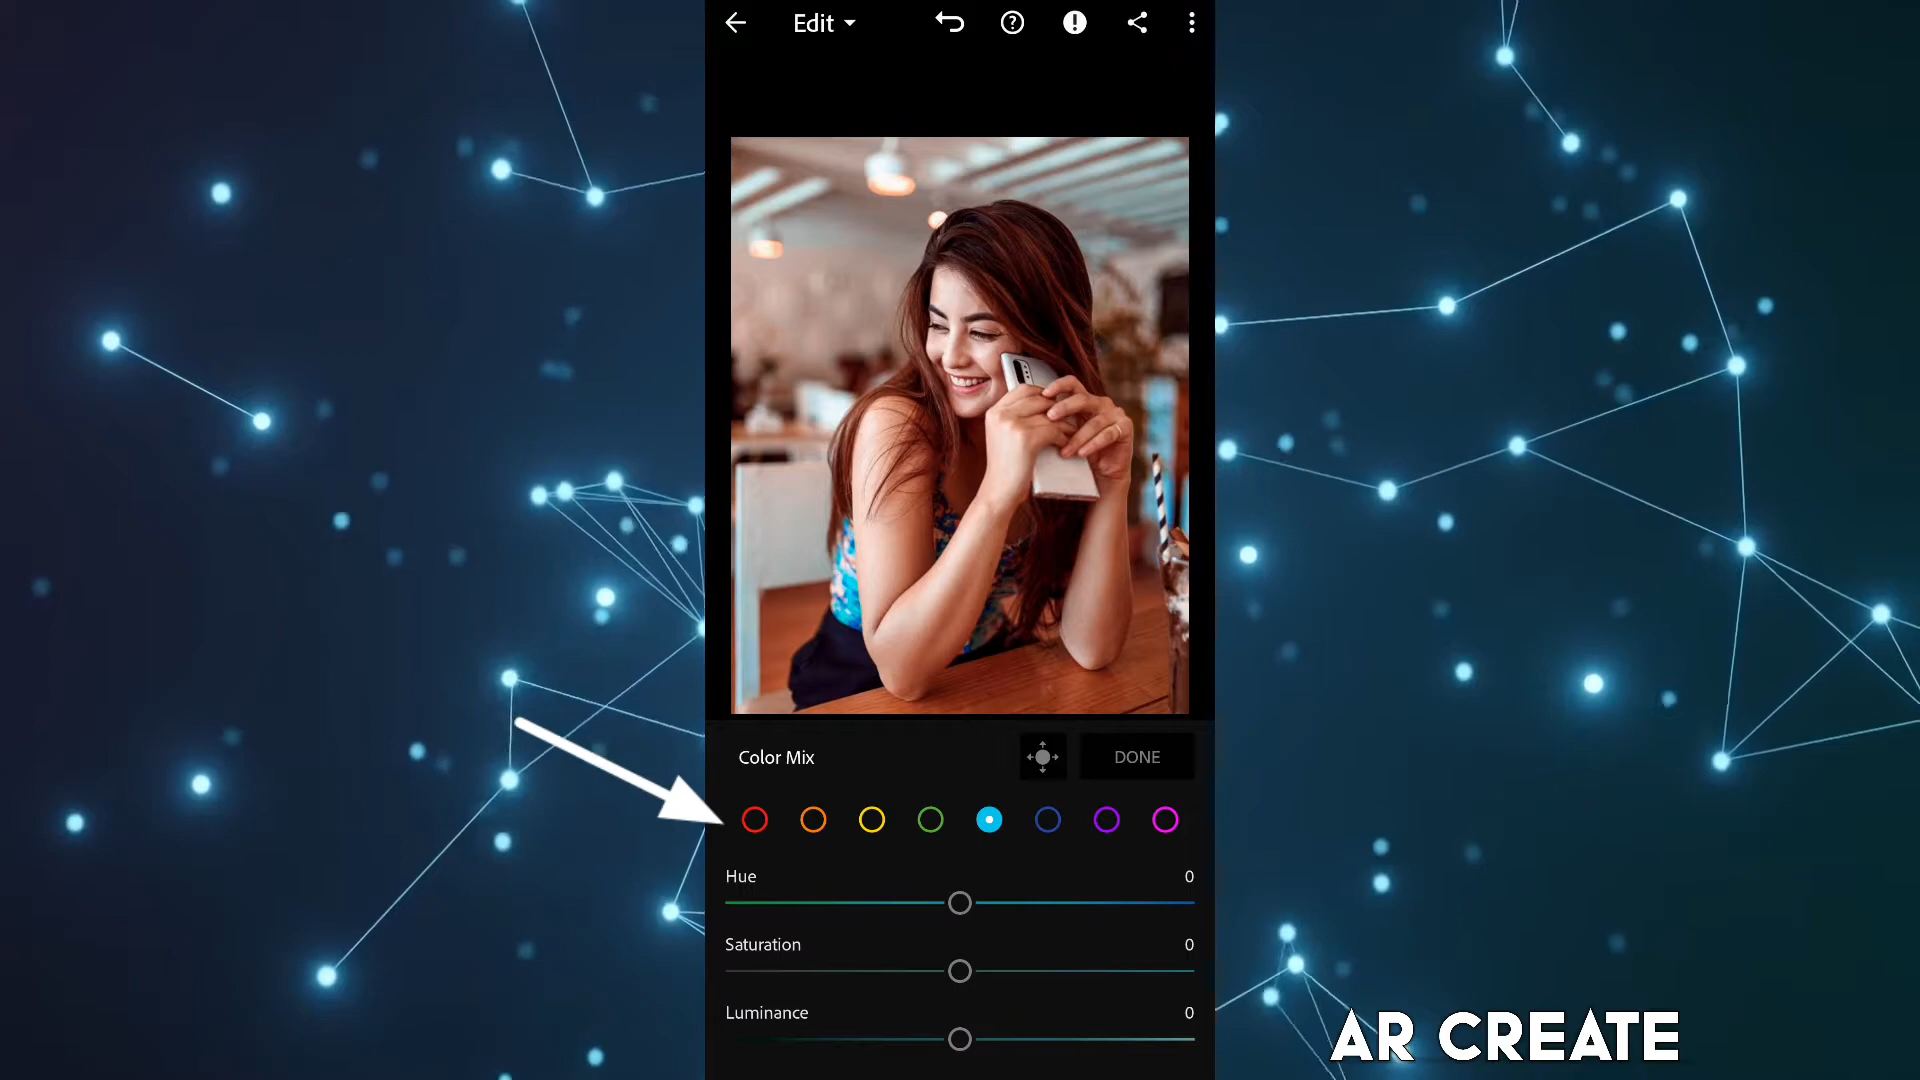 Edit
Color Mix
DONE
Hue 0
Saturation 0
Luminance 0
AR CREATE